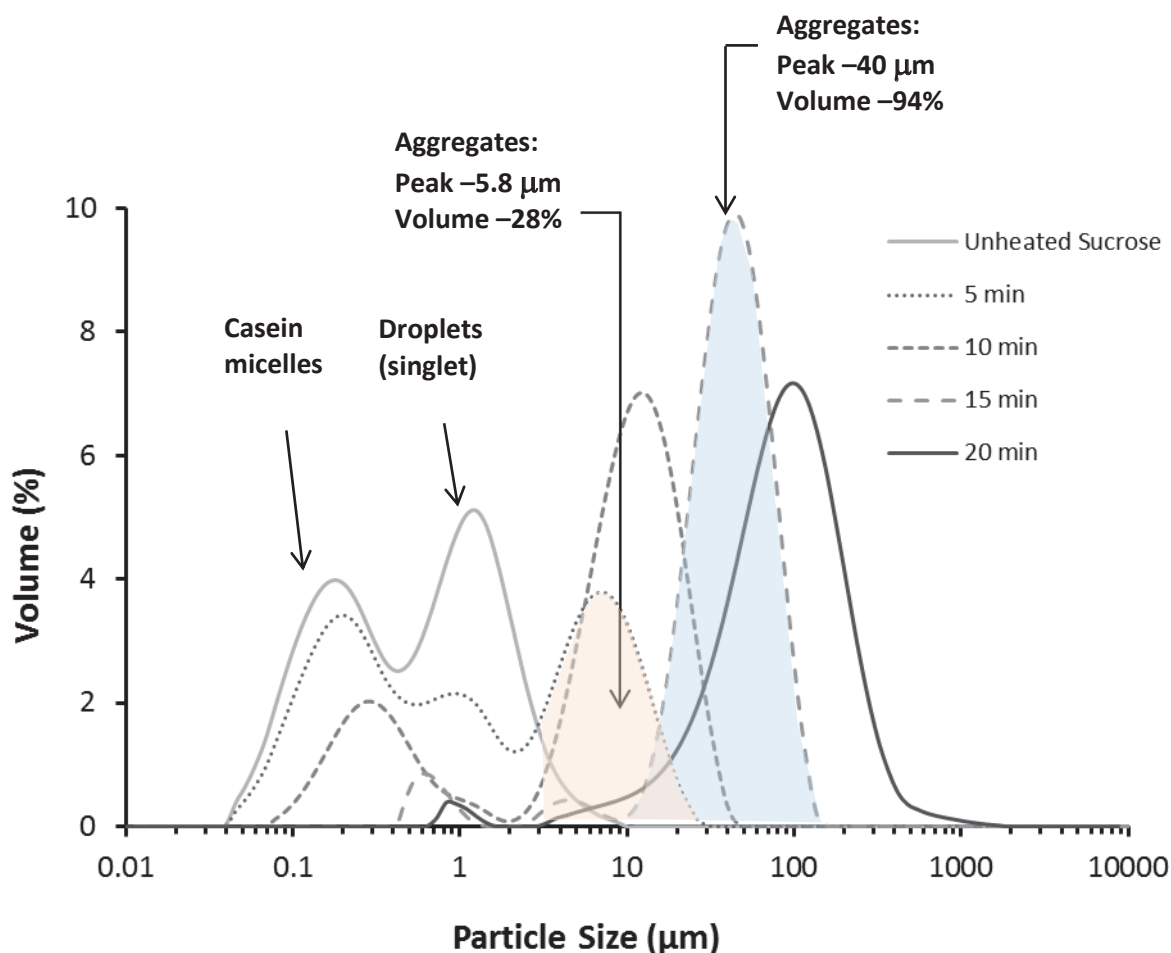 Aggregates:
Peak –40 μm
Volume –94%
Aggregates:
Peak –5.8 μm
Volume –28%
Casein
micelles
Droplets
(singlet)
Unheated Sucrose
5 min
10 min
15 min
20 min
Volume (%)
10
8
6
4
2
0
0.01
0.1
1
10
100
1000
10000
Particle Size (μm)